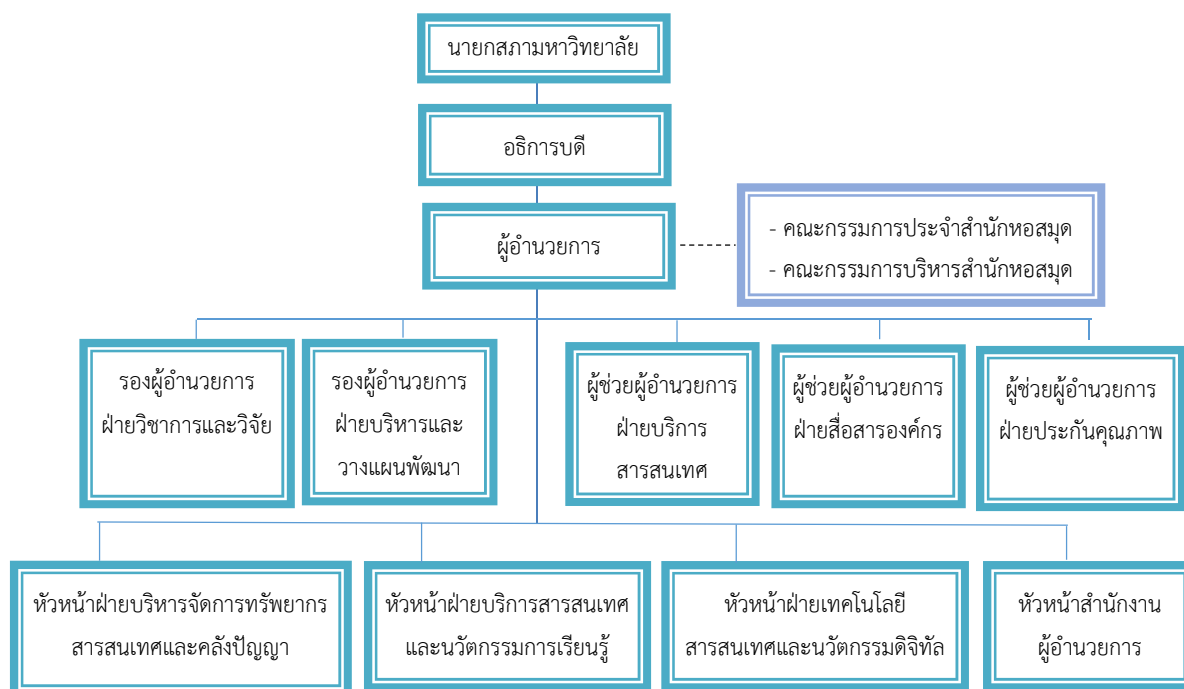 นายกสภามหาวิทยาลัย
อธิการบดี
ผู้อำนวยการ
- คณะกรรมการประจำสำนักหอสมุด
- คณะกรรมการบริหารสำนักหอสมุด
รองผู้อำนวยการ
ฝ่ายวิชาการและวิจัย
รองผู้อำนวยการ
ฝ่ายบริหารและ
วางแผนพัฒนา
ผู้ช่วยผู้อำนวยการ
ฝ่ายบริการ
สารสนเทศ
ผู้ช่วยผู้อำนวยการ
ฝ่ายสื่อสารองค์กร
ผู้ช่วยผู้อำนวยการ
ฝ่ายประกันคุณภาพ
หัวหน้าฝ่ายบริหารจัดการทรัพยากร
สารสนเทศและคลังปัญญา
หัวหน้าฝ่ายบริการสารสนเทศ
และนวัตกรรมการเรียนรู้
หัวหน้าฝ่ายเทคโนโลยี
สารสนเทศและนวัตกรรมดิจิทัล
หัวหน้าสำนักงาน
ผู้อำนวยการ